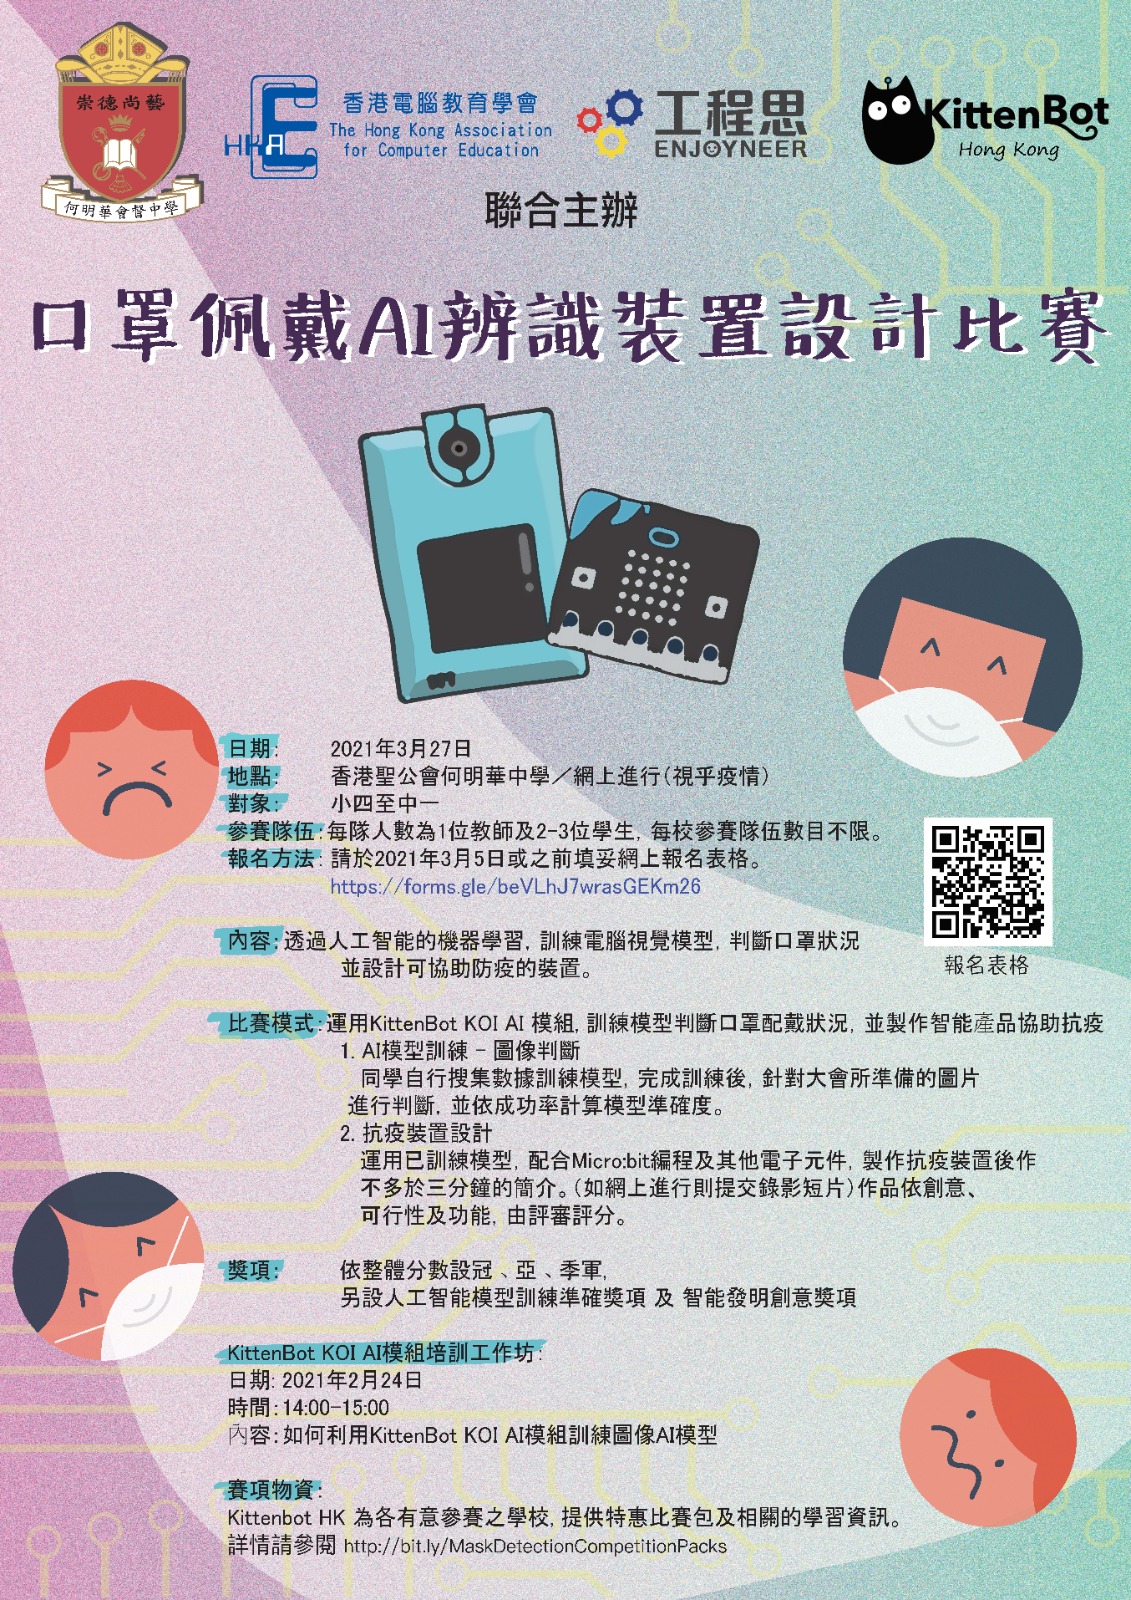 崇德尚藝
何明華會督中學
HKACE
香港電腦教育學會
The Hong Kong Association
for Computer Education
工程思
ENJOYNEER
KittenBot
Hong Kong
聯合主辦
口罩佩戴AI辨識裝置設計比賽
日期: 2021年3月27日
地點: 香港聖公會何明華中學／網上進行(視乎疫情)
對象: 小四至中一
參賽隊伍:每隊人數為1位教師及2-3位學生, 每校參賽隊伍數目不限。
報名方法: 請於2021年3月5日或之前填妥網上報名表格。
https://forms.gle/beVLhJ7wrasGEKm26
報名表格
內容:透過人工智能的機器學習, 訓練電腦視覺模型, 判斷口罩狀況
並設計可協助防疫的裝置。
比賽模式:運用KittenBot KOI AI 模組, 訓練模型判斷口罩配戴狀況, 並製作智能產品協助抗疫
1. AI模型訓練 - 圖像判斷
同學自行搜集數據訓練模型, 完成訓練後, 針對大會所準備的圖片
進行判斷, 並依成功率計算模型準確度。
2. 抗疫裝置設計
運用已訓練模型, 配合Micro:bit編程及其他電子元件, 製作抗疫裝置後作
不多於三分鐘的簡介。(如網上進行則提交錄影短片)作品依創意、
可行性及功能, 由評審評分。
獎項: 依整體分數設冠、亞、季軍,
另設人工智能模型訓練準確獎項 及 智能發明創意獎項
KittenBot KOI AI模組培訓工作坊:
日期: 2021年2月24日
時間:14:00-15:00
內容:如何利用KittenBot KOI AI模組訓練圖像AI模型
賽項物資:
Kittenbot HK 為各有意參賽之學校, 提供特惠比賽包及相關的學習資訊。
詳情請參閱 http://bit.ly/MaskDetectionCompetitionPacks